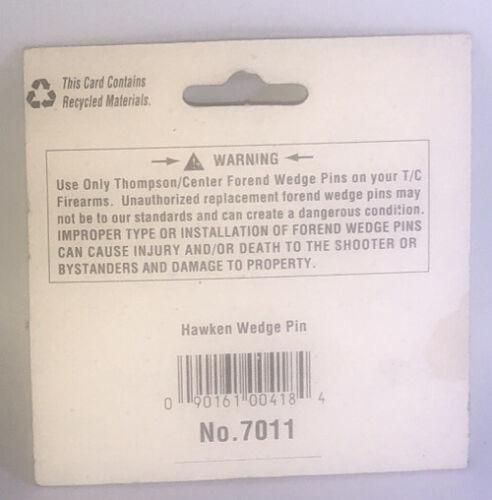 This Card Contains
Recycled Materials.
WARNING
Use Only Thompson/Center Forend Wedge Pins on your T/C
Firearms. Unauthorized replacement forend wedge pins may
not be to our standards and can create a dangerous condition.
IMPROPER TYPE OR INSTALLATION OF FOREND WEDGE PINS
CAN CAUSE INJURY AND/OR DEATH TO THE SHOOTER OR
BYSTANDERS AND DAMAGE TO PROPERTY.
Hawken Wedge Pin
0 90161 00418 4
No.7011